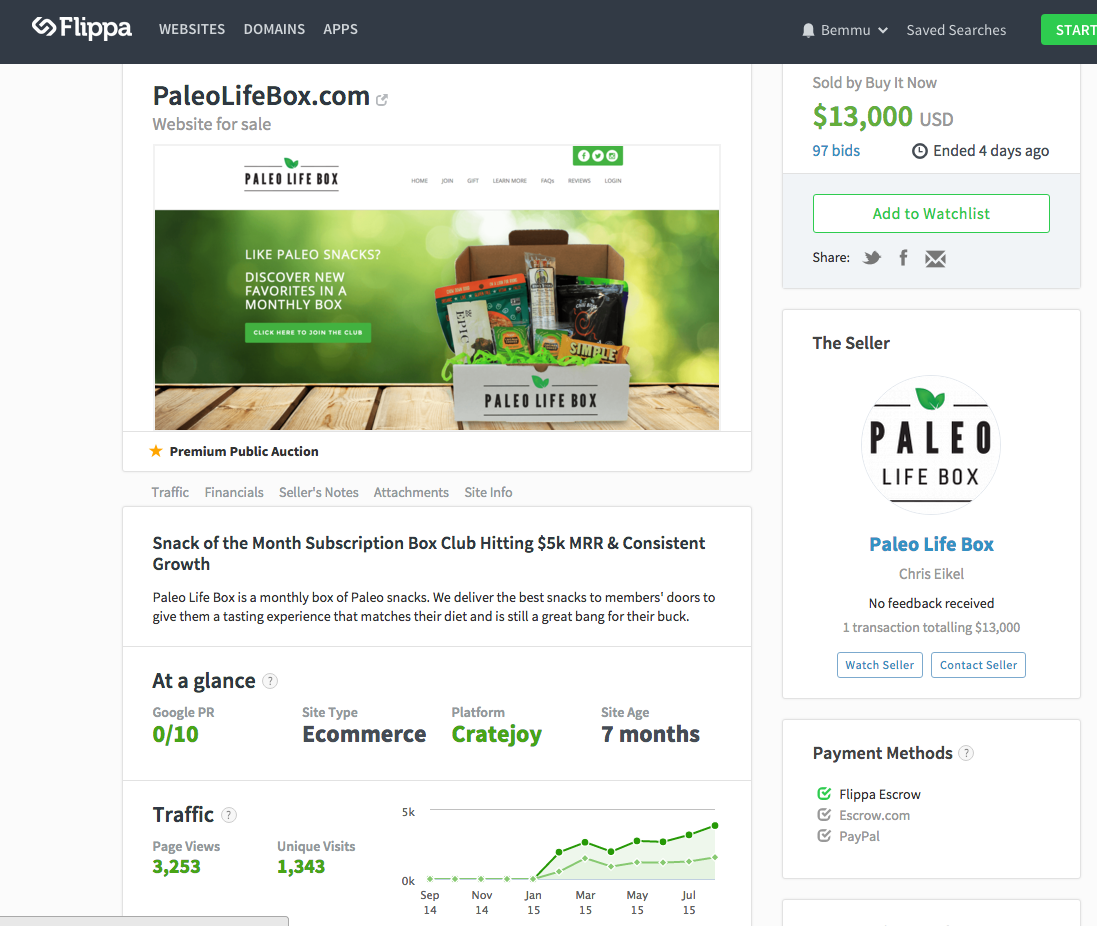 Flippa WEBSITES DOMAINS APPS Bemmu Saved Searches START
PaleoLifeBox.com
Website for sale
PALEO LIFE BOX
HOME JOIN GIFT LEARN MORE FAQs REVIEWS LOGIN
LIKE PALEO SNACKS?
DISCOVER NEW
FAVORITES IN A
MONTHLY BOX
CLICK HERE TO JOIN THE CLUB
EPIC
SIMPLE
PALEO LIFE BOX
Premium Public Auction
Traffic Financials Seller's Notes Attachments Site Info
Snack of the Month Subscription Box Club Hitting $5k MRR & Consistent
Growth
Paleo Life Box is a monthly box of Paleo snacks. We deliver the best snacks to members' doors to
give them a tasting experience that matches their diet and is still a great bang for their buck.
At a glance ?
Google PR Site Type Platform Site Age
0/10 Ecommerce Cratejoy 7 months
Traffic ?
Page Views Unique Visits
3,253 1,343
5k
0k
Sep Nov Jan Mar May Jul
14 14 15 15 15 15
Sold by Buy It Now
$13,000 USD
97 bids Ended 4 days ago
Add to Watchlist
Share:
The Seller
PALEO
LIFE BOX
Paleo Life Box
Chris Eikel
No feedback received
1 transaction totalling $13,000
Watch Seller Contact Seller
Payment Methods ?
Flippa Escrow
Escrow.com
PayPal